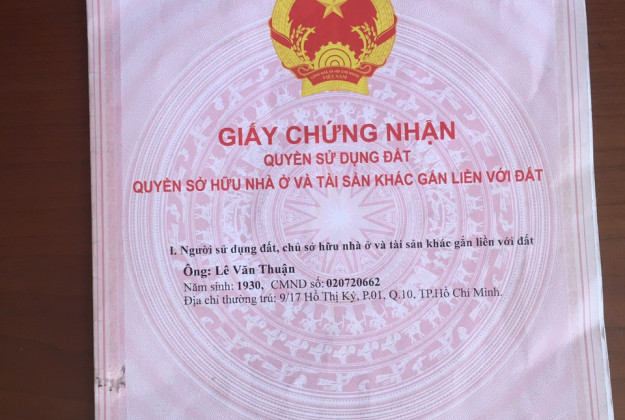 VIỆT NAM
GIẤY CHỨNG NHẬN
QUYỀN SỬ DỤNG ĐẤT
QUYỀN SỞ HỮU NHÀ Ở VÀ TÀI SẢN KHÁC GẮN LIỀN VỚI ĐẤT
I. Người sử dụng đất, chủ sở hữu nhà ở và tài sản khác gắn liền với đất
Ông: Lê Văn Thuận
Năm sinh: 1930, CMND số: 020720662
Địa chỉ thường trú: 9/17 Hồ Thị Kỷ, P.01, Q.10, TP.Hồ Chí Minh.